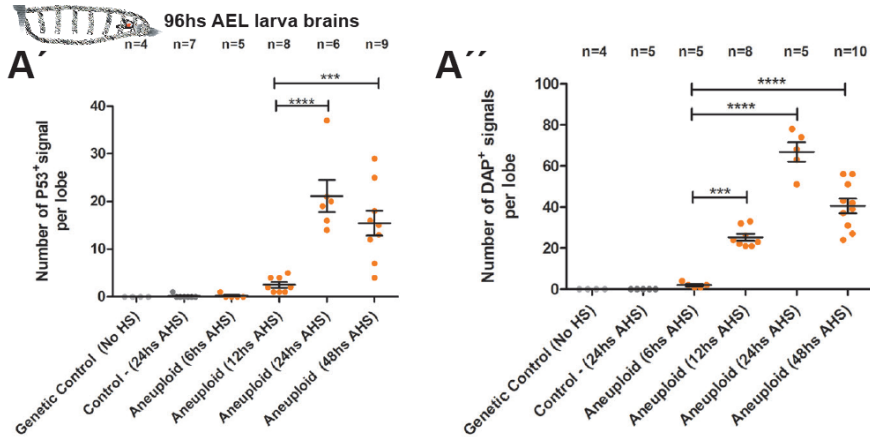 96hs AEL larva brains
A´
n=4 n=7 n=5 n=8 n=6 n=9
***
****
Number of P53⁺ signal
per lobe
40
30
20
10
0
Genetic Control (No HS)
Control - (24hs AHS)
Aneuploid (6hs AHS)
Aneuploid (12hs AHS)
Aneuploid (24hs AHS)
Aneuploid (48hs AHS)
A´´
n=4 n=5 n=5 n=8 n=5 n=10
****
****
***
Number of DAP⁺ signals
per lobe
100
80
60
40
20
0
Genetic Control (No HS)
Control - (24hs AHS)
Aneuploid (6hs AHS)
Aneuploid (12hs AHS)
Aneuploid (24hs AHS)
Aneuploid (48hs AHS)